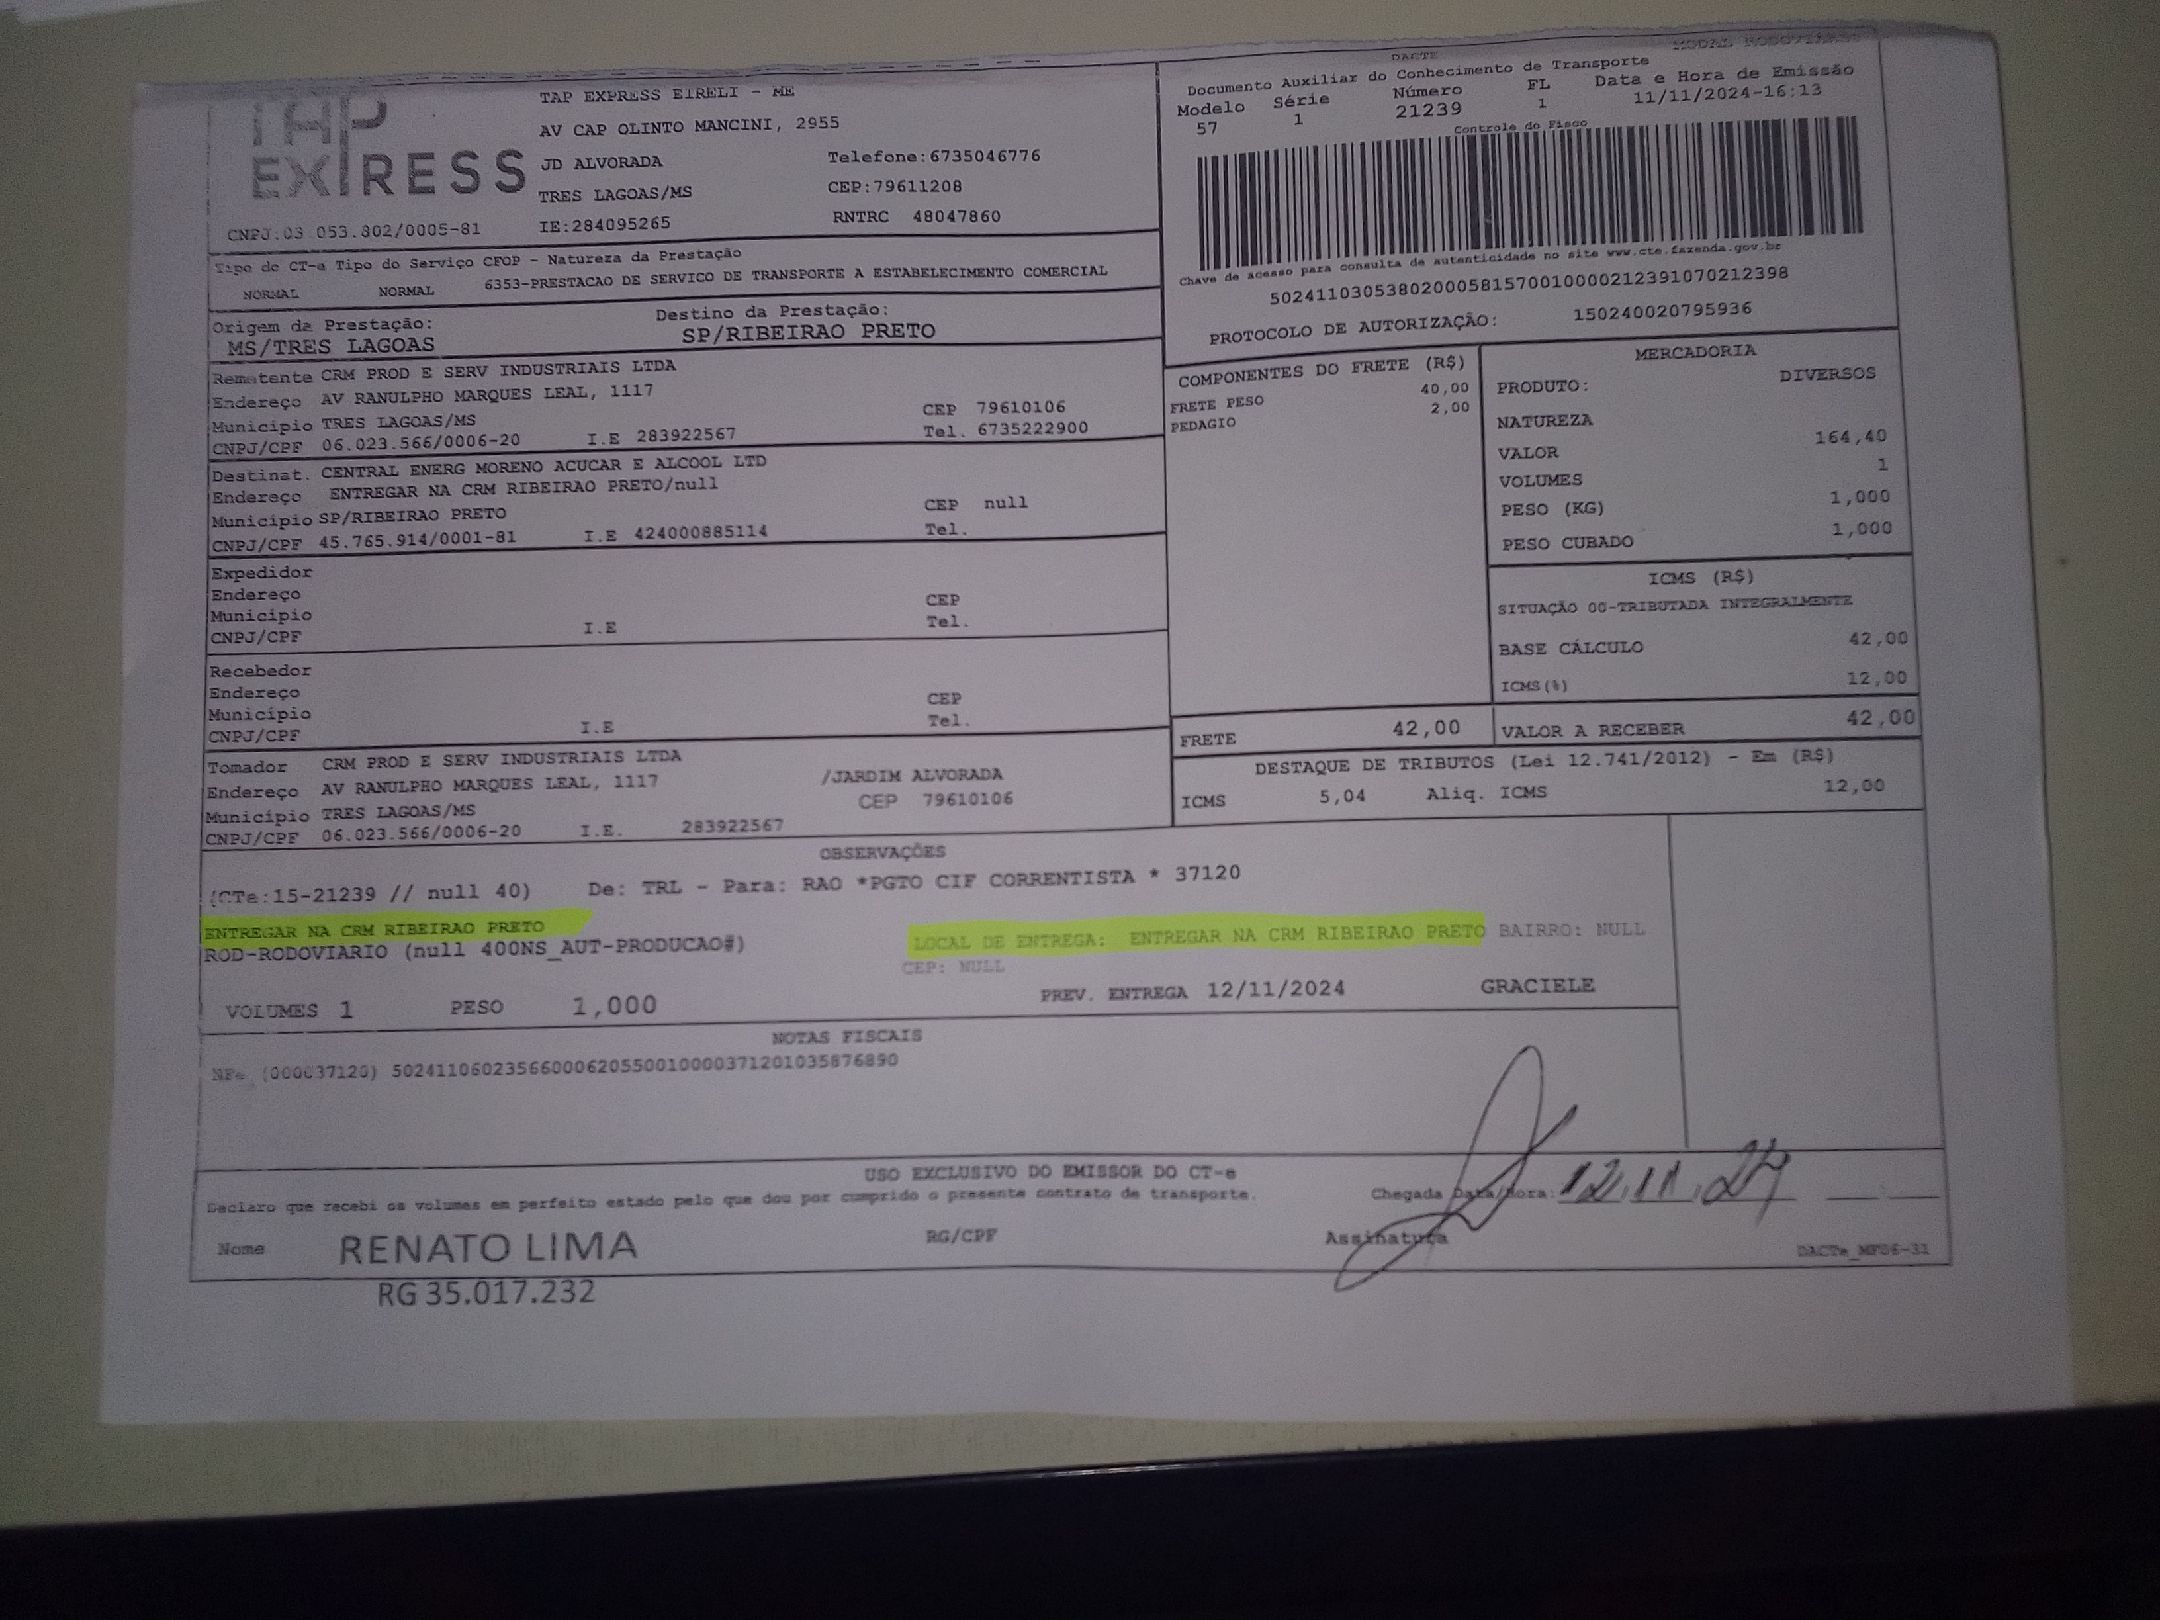 TAP
EXPRESS
TAP EXPRESS EIRELI - ME
AV CAP OLINTO MANCINI, 2955
JD ALVORADA Telefone:6735046776
TRES LAGOAS/MS CEP:79611208
CNPJ:03 053.802/0005-81 IE:284095265 RNTRC 48047860
DACTE MODAL RODOVIARIO
Documento Auxiliar do Conhecimento de Transporte
Modelo Série Número FL Data e Hora de Emissão
57 1 21239 1 11/11/2024-16:13
Controle do Fisco
Chave de acesso para consulta de autenticidade no site www.cte.fazenda.gov.br
50241103053802000581570010000212391070212398
PROTOCOLO DE AUTORIZAÇÃO: 150240020795936
Tipo do CT-e Tipo do Serviço CFOP - Natureza da Prestação
NORMAL NORMAL 6353-PRESTACAO DE SERVICO DE TRANSPORTE A ESTABELECIMENTO COMERCIAL
Origem da Prestação: Destino da Prestação:
MS/TRES LAGOAS SP/RIBEIRAO PRETO
Remetente CRM PROD E SERV INDUSTRIAIS LTDA
Endereço AV RANULPHO MARQUES LEAL, 1117
Município TRES LAGOAS/MS CEP 79610106
CNPJ/CPF 06.023.566/0006-20 I.E 283922567 Tel. 6735222900
Destinat. CENTRAL ENERG MORENO ACUCAR E ALCOOL LTD
Endereço ENTREGAR NA CRM RIBEIRAO PRETO/null
Município SP/RIBEIRAO PRETO CEP null
CNPJ/CPF 45.765.914/0001-81 I.E 424000885114 Tel.
Expedidor
Endereço
Município CEP
CNPJ/CPF I.E Tel.
Recebedor
Endereço
Município CEP
CNPJ/CPF I.E Tel.
Tomador CRM PROD E SERV INDUSTRIAIS LTDA
Endereço AV RANULPHO MARQUES LEAL, 1117 /JARDIM ALVORADA
Município TRES LAGOAS/MS CEP 79610106
CNPJ/CPF 06.023.566/0006-20 I.E. 283922567
COMPONENTES DO FRETE (R$)
FRETE PESO 40,00
PEDAGIO 2,00
MERCADORIA
PRODUTO: DIVERSOS
NATUREZA
VALOR 164,40
VOLUMES 1
PESO (KG) 1,000
PESO CUBADO 1,000
ICMS (R$)
SITUAÇÃO 00-TRIBUTADA INTEGRALMENTE
BASE CÁLCULO 42,00
ICMS(%) 12,00
FRETE 42,00 VALOR A RECEBER 42,00
DESTAQUE DE TRIBUTOS (Lei 12.741/2012) - Em (R$)
ICMS 5,04 Aliq. ICMS 12,00
OBSERVAÇÕES
(CTe:15-21239 // null 40) De: TRL - Para: RAO *PGTO CIF CORRENTISTA * 37120
ENTREGAR NA CRM RIBEIRAO PRETO
ROD-RODOVIARIO (null 400NS_AUT-PRODUCAO#) LOCAL DE ENTREGA: ENTREGAR NA CRM RIBEIRAO PRETO BAIRRO: NULL
CEP: NULL
VOLUMES 1 PESO 1,000 PREV. ENTREGA 12/11/2024 GRACIELE
NOTAS FISCAIS
NFe (000037120) 50241106023566000620550010000371201035876890
USO EXCLUSIVO DO EMISSOR DO CT-e
Declaro que recebi os volumes em perfeito estado pelo que dou por cumprido o presente contrato de transporte. Chegada Data/Hora: 12.11.24
Nome RENATO LIMA RG/CPF Assinatura DACTe_MF06-31
RG 35.017.232